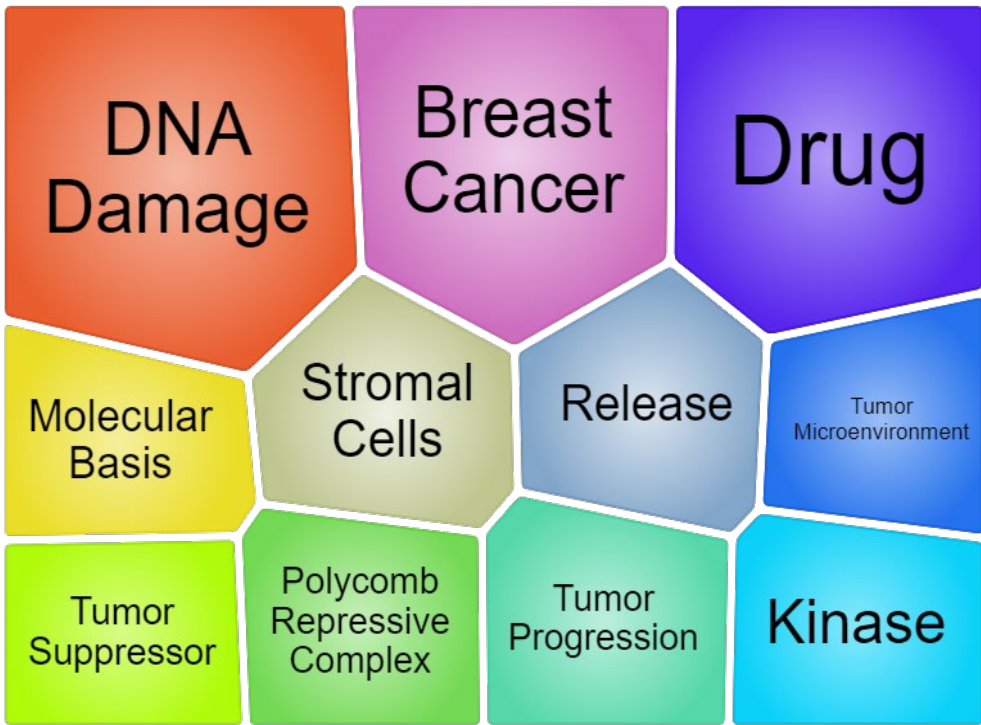 DNA
Damage
Breast
Cancer
Drug
Molecular
Basis
Stromal
Cells
Release
Tumor
Microenvironment
Tumor
Suppressor
Polycomb
Repressive
Complex
Tumor
Progression
Kinase